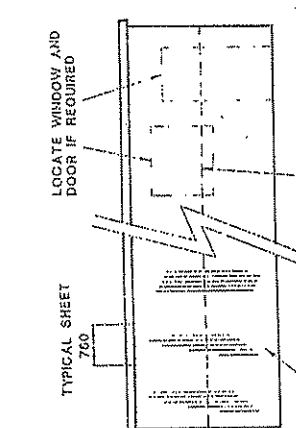 LOCATE WINDOW AND
DOOR IF REQUIRED
TYPICAL SHEET
760